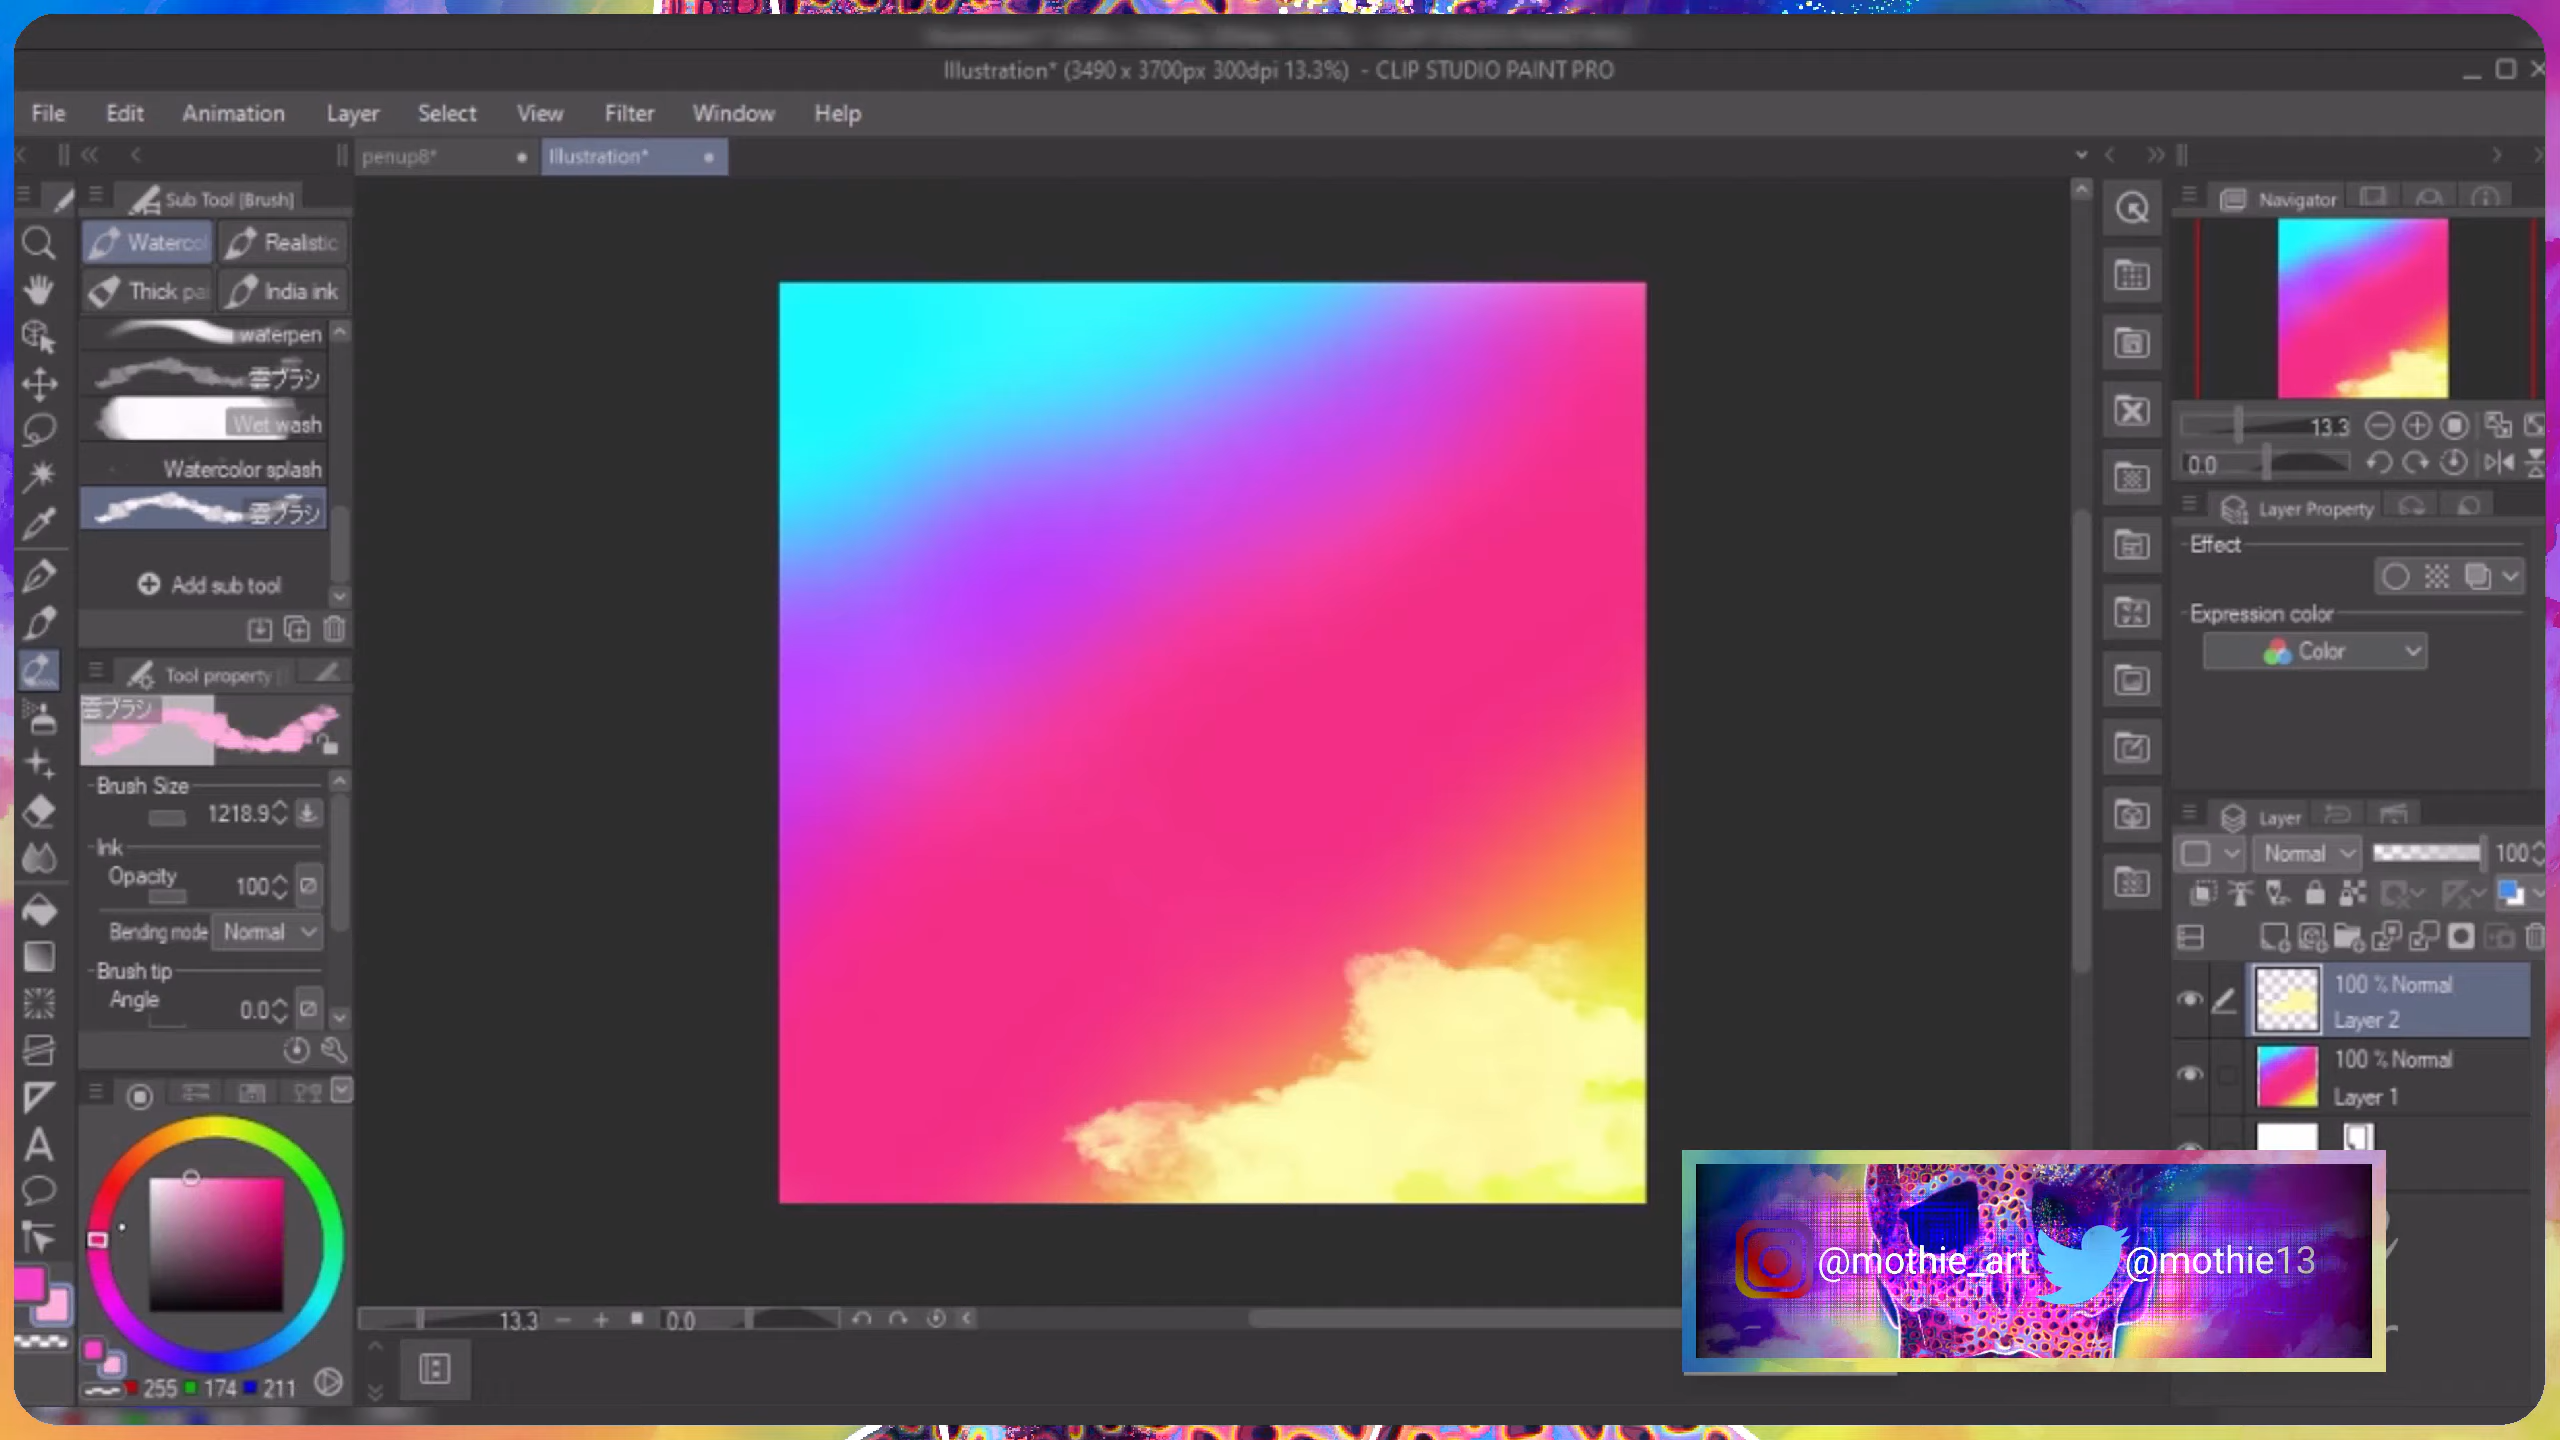 Illustration* (3490 x 3700px 300dpi 13.3%) - CLIP STUDIO PAINT PRO
File Edit Animation Layer Select View Filter Window Help
penup8* Illustration*
Sub Tool [Brush]
Watercol Realistic
Thick pai India ink
waterpen
雲ブラシ
Wet wash
Watercolor splash
雲ブラシ
Add sub tool
Tool property
雲ブラシ
Brush Size
1218.9
Ink
Opacity
100
Bending mode Normal
Brush tip
Angle
0.0
255 174 211
13.3 0.0
Navigator
13.3
0.0
Layer Property
Effect
Expression color
Color
Layer
Normal 100
100 % Normal
Layer 2
100 % Normal
Layer 1
@mothie_art @mothie13